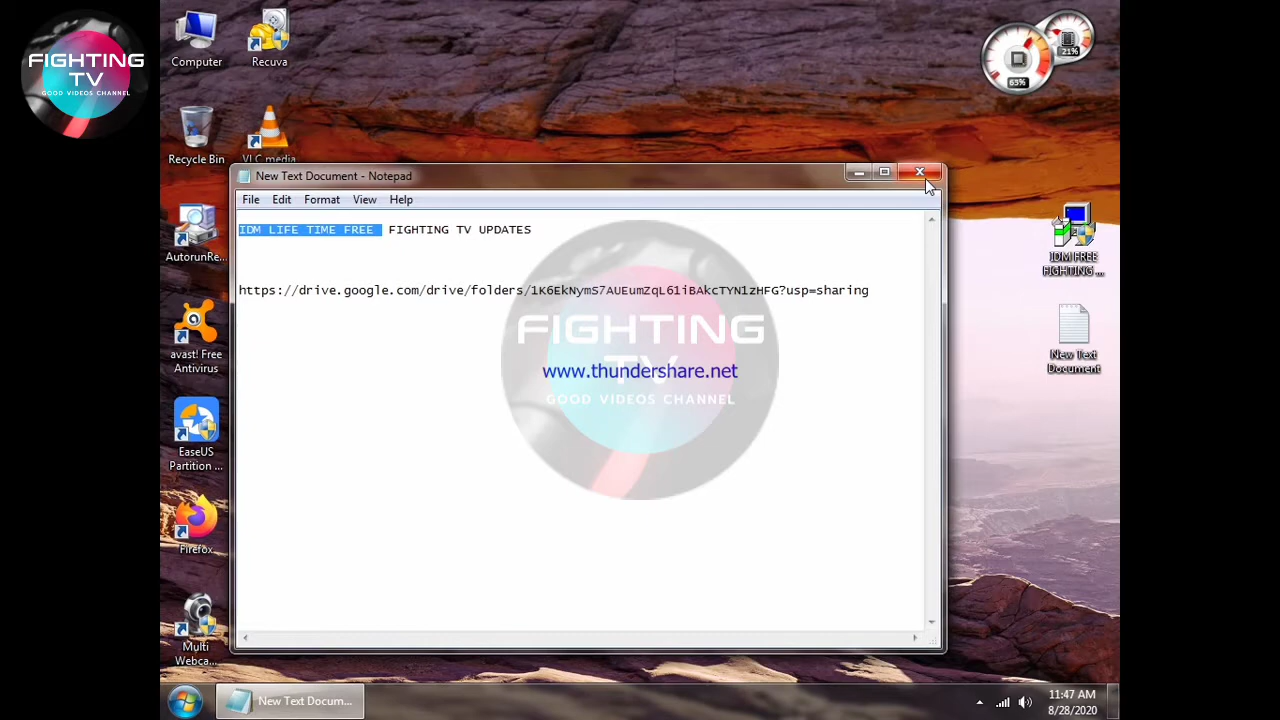 FIGHTING
TV
GOOD VIDEOS CHANNEL
Computer
Recuva
63%
21%
Recycle Bin
VLC media
New Text Document - Notepad
File Edit Format View Help
IDM LIFE TIME FREE FIGHTING TV UPDATES
https://drive.google.com/drive/folders/1K6EkNymS7AUEumZqL61iBAkcTYN1zHFG?usp=sharing
FIGHTING
TV
www.thundershare.net
GOOD VIDEOS CHANNEL
AutorunRe...
avast! Free
Antivirus
EaseUS
Partition ...
Firefox
Multi
Webca...
IDM FREE
FIGHTING ...
New Text
Document
New Text Docum...
11:47 AM
8/28/2020